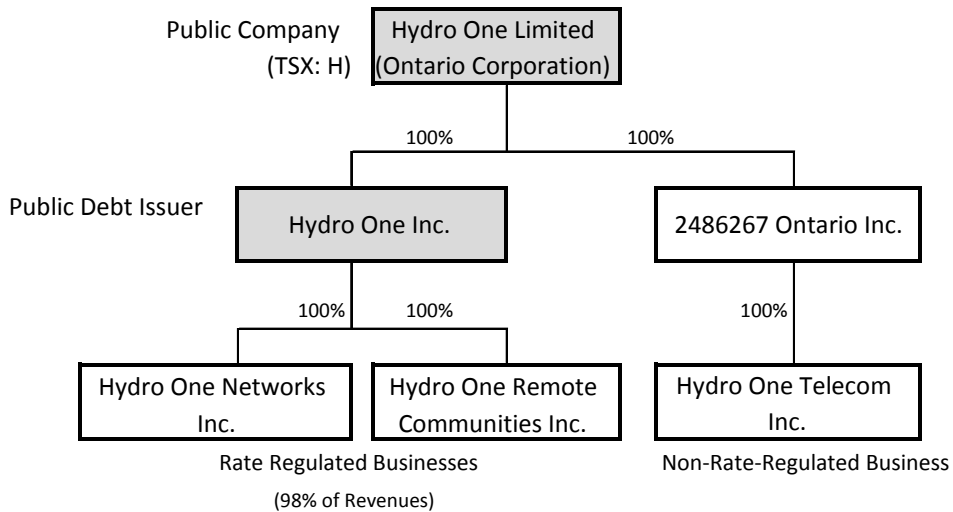 Public Company
(TSX: H)
Hydro One Limited
(Ontario Corporation)
100%
100%
Public Debt Issuer
Hydro One Inc.
2486267 Ontario Inc.
100%
100%
100%
Hydro One Networks
Inc.
Hydro One Remote
Communities Inc.
Hydro One Telecom
Inc.
Rate Regulated Businesses
(98% of Revenues)
Non-Rate-Regulated Business